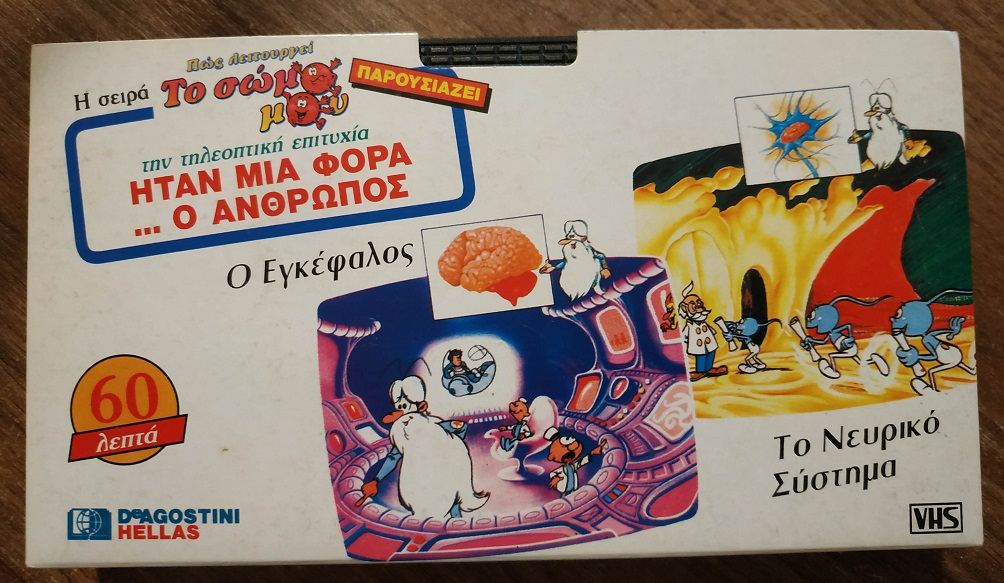 Πώς λειτουργεί
Η σειρά Το σώμα
μου
ΠΑΡΟΥΣΙΑΖΕΙ
την τηλεοπτική επιτυχία
ΗΤΑΝ ΜΙΑ ΦΟΡΑ
... Ο ΑΝΘΡΩΠΟΣ
Ο Εγκέφαλος
60
λεπτά
Το Νευρικό
Σύστημα
DeAGOSTINI
HELLAS
VHS